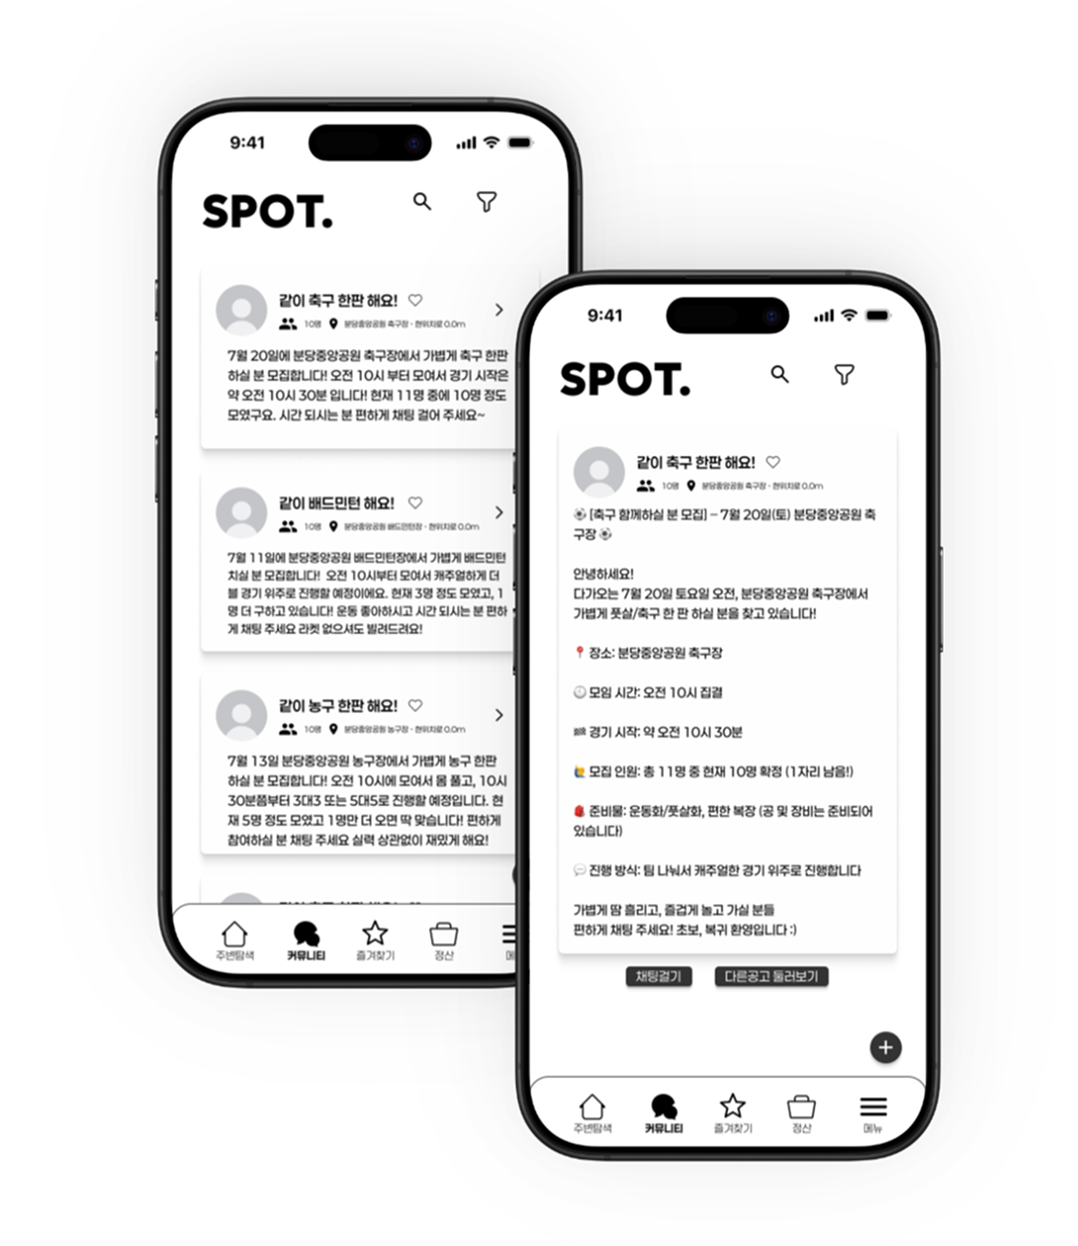 9:41
SPOT.
같이 축구 한판 해요!
10명 분당중앙공원 축구장 - 현위치로 0.0m
7월 20일에 분당중앙공원 축구장에서 가볍게 축구 한판
하실 분 모집합니다! 오전 10시 부터 모여서 경기 시작은
약 오전 10시 30분 입니다! 현재 11명 중에 10명 정도
모였구요. 시간 되시는 분 편하게 채팅 걸어 주세요~
같이 배드민턴 해요!
10명 분당중앙공원 배드민턴장 - 현위치로 0.0m
7월 11일에 분당중앙공원 배드민턴장에서 가볍게 배드민턴
치실 분 모집합니다! 오전 10시부터 모여서 캐주얼하게 더
블 경기 위주로 진행할 예정이에요. 현재 3명 정도 모였고, 1
명 더 구하고 있습니다! 운동 좋아하시고 시간 되시는 분 편하
게 채팅 주세요 라켓 없으셔도 빌려드려요!
같이 농구 한판 해요!
10명 분당중앙공원 농구장 - 현위치로 0.0m
7월 13일 분당중앙공원 농구장에서 가볍게 농구 한판
하실 분 모집합니다! 오전 10시에 모여서 몸 풀고, 10시
30분쯤부터 3대3 또는 5대5로 진행할 예정입니다. 현
재 5명 정도 모였고 1명만 더 오면 딱 맞습니다! 편하게
참여하실 분 채팅 주세요 실력 상관없이 재밌게 해요!
주변탐색 커뮤니티 즐겨찾기 정산
9:41
SPOT.
같이 축구 한판 해요!
10명 분당중앙공원 축구장 - 현위치로 0.0m
⚽ [축구 함께하실 분 모집] – 7월 20일(토) 분당중앙공원 축
구장 ⚽
안녕하세요!
다가오는 7월 20일 토요일 오전, 분당중앙공원 축구장에서
가볍게 풋살/축구 한 판 하실 분을 찾고 있습니다!
📍 장소: 분당중앙공원 축구장
🕙 모임 시간: 오전 10시 집결
🏁 경기 시작: 약 오전 10시 30분
🙋 모집 인원: 총 11명 중 현재 10명 확정 (1자리 남음!)
🎒 준비물: 운동화/풋살화, 편한 복장 (공 및 장비는 준비되어
있습니다)
💬 진행 방식: 팀 나눠서 캐주얼한 경기 위주로 진행합니다
가볍게 땀 흘리고, 즐겁게 놀고 가실 분들
편하게 채팅 주세요! 초보, 복귀 환영입니다 :)
채팅걸기 다른공고 둘러보기
주변탐색 커뮤니티 즐겨찾기 정산 메뉴